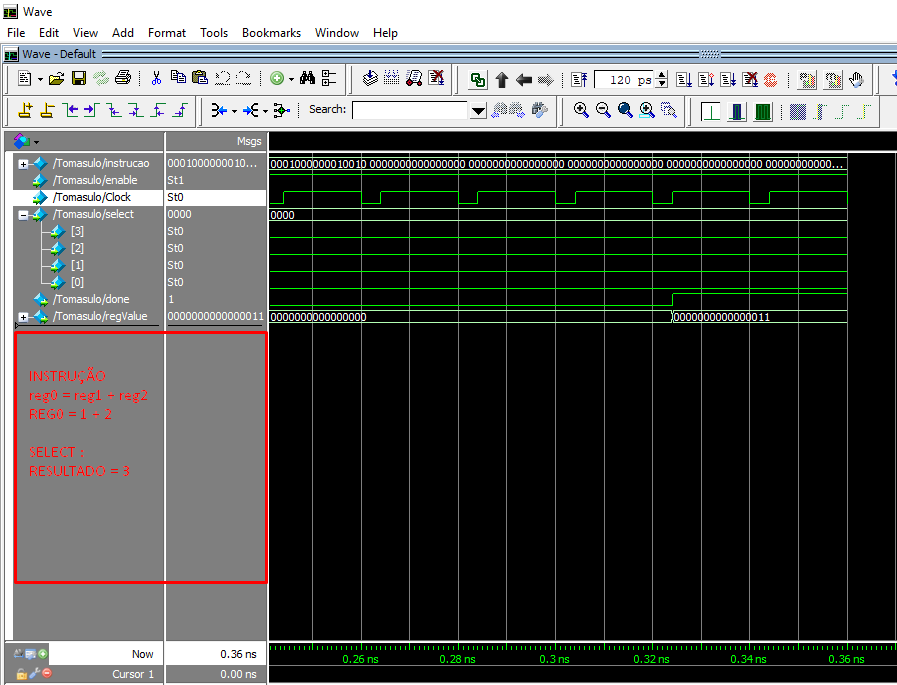 Wave
File Edit View Add Format Tools Bookmarks Window Help
Wave - Default
120 ps
Search:
Msgs
/Tomasulo/instrucao 0001000000010... 0001000000010010 0000000000000000 0000000000000000 0000000000000000 0000000000000000 00000000000...
/Tomasulo/enable St1
/Tomasulo/Clock St0
/Tomasulo/select 0000 0000
[3] St0
[2] St0
[1] St0
[0] St0
/Tomasulo/done 1
/Tomasulo/regValue 0000000000000011 0000000000000000 0000000000000011
INSTRUÇÃO
reg0 = reg1 + reg2
REG0 = 1 + 2
SELECT :
RESULTADO = 3
Now 0.36 ns 0.26 ns 0.28 ns 0.3 ns 0.32 ns 0.34 ns 0.36 ns
Cursor 1 0.00 ns